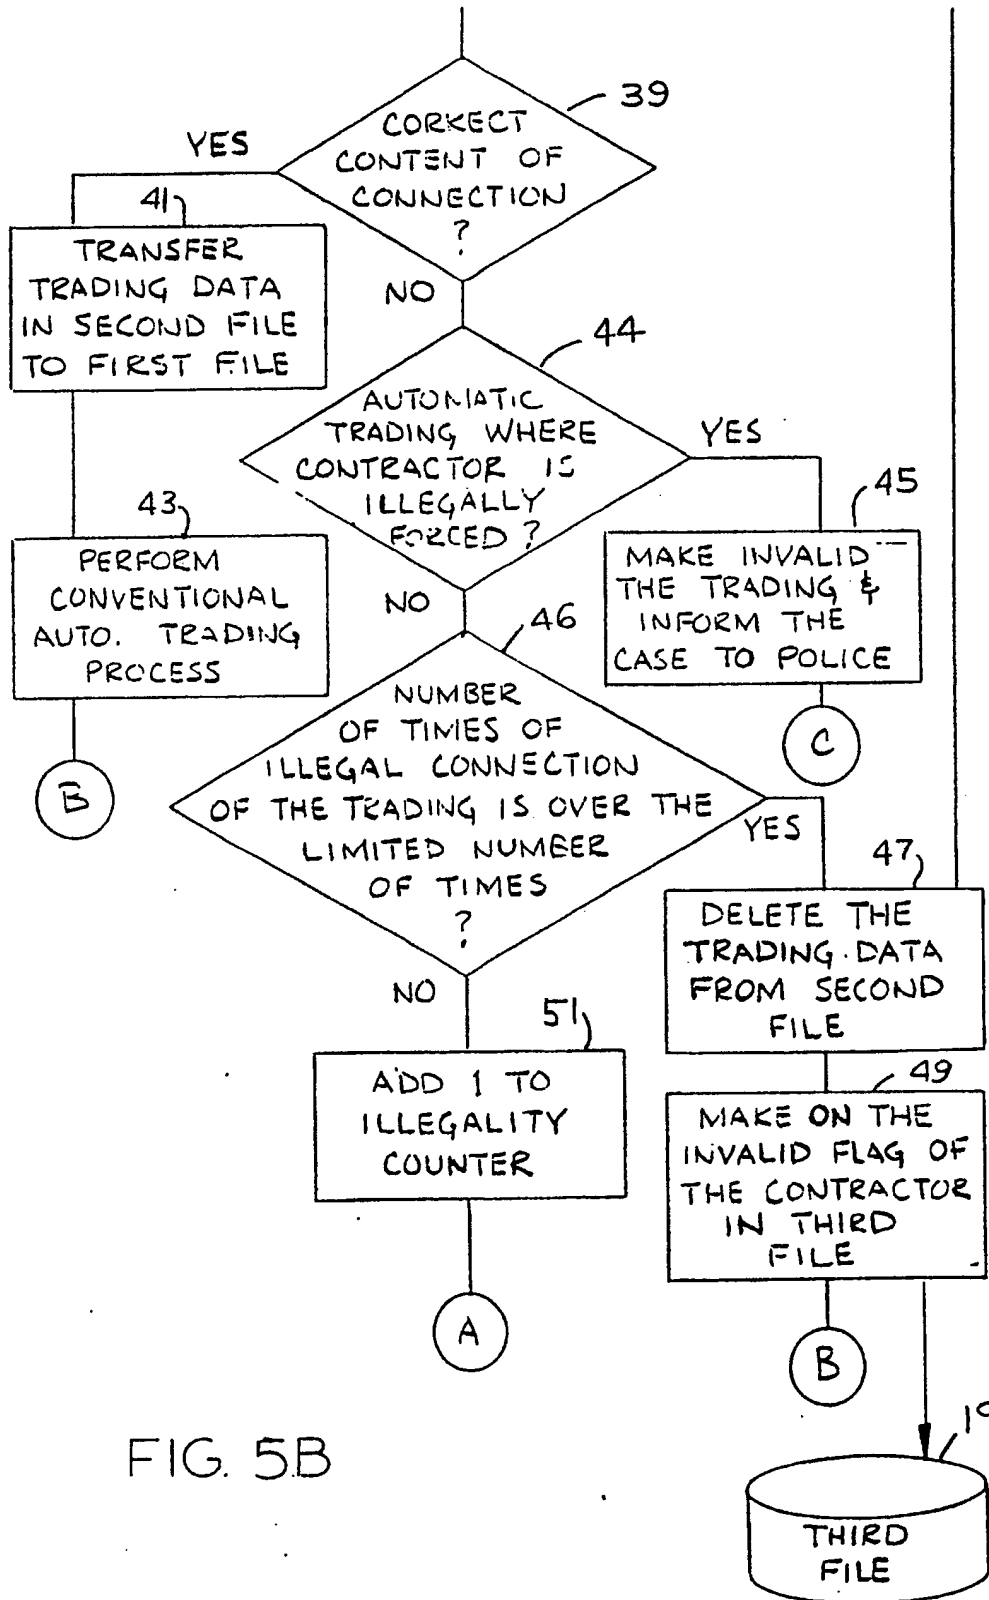 39
CORRECT
CONTENT OF
CONNECTION
?
YES
NO
41
TRANSFER
TRADING DATA
IN SECOND FILE
TO FIRST FILE
44
AUTOMATIC
TRADING WHERE
CONTRACTOR IS
ILLEGALLY
FORCED ?
YES
NO
43
PERFORM
CONVENTIONAL
AUTO. TRADING
PROCESS
B
45
MAKE INVALID
THE TRADING &
INFORM THE
CASE TO POLICE
C
46
NUMBER
OF TIMES OF
ILLEGAL CONNECTION
OF THE TRADING IS OVER THE
LIMITED NUMBER
OF TIMES
?
YES
NO
47
DELETE THE
TRADING DATA
FROM SECOND
FILE
51
ADD 1 TO
ILLEGALITY
COUNTER
A
49
MAKE ON THE
INVALID FLAG OF
THE CONTRACTOR
IN THIRD
FILE
B
THIRD
FILE
FIG. 5B